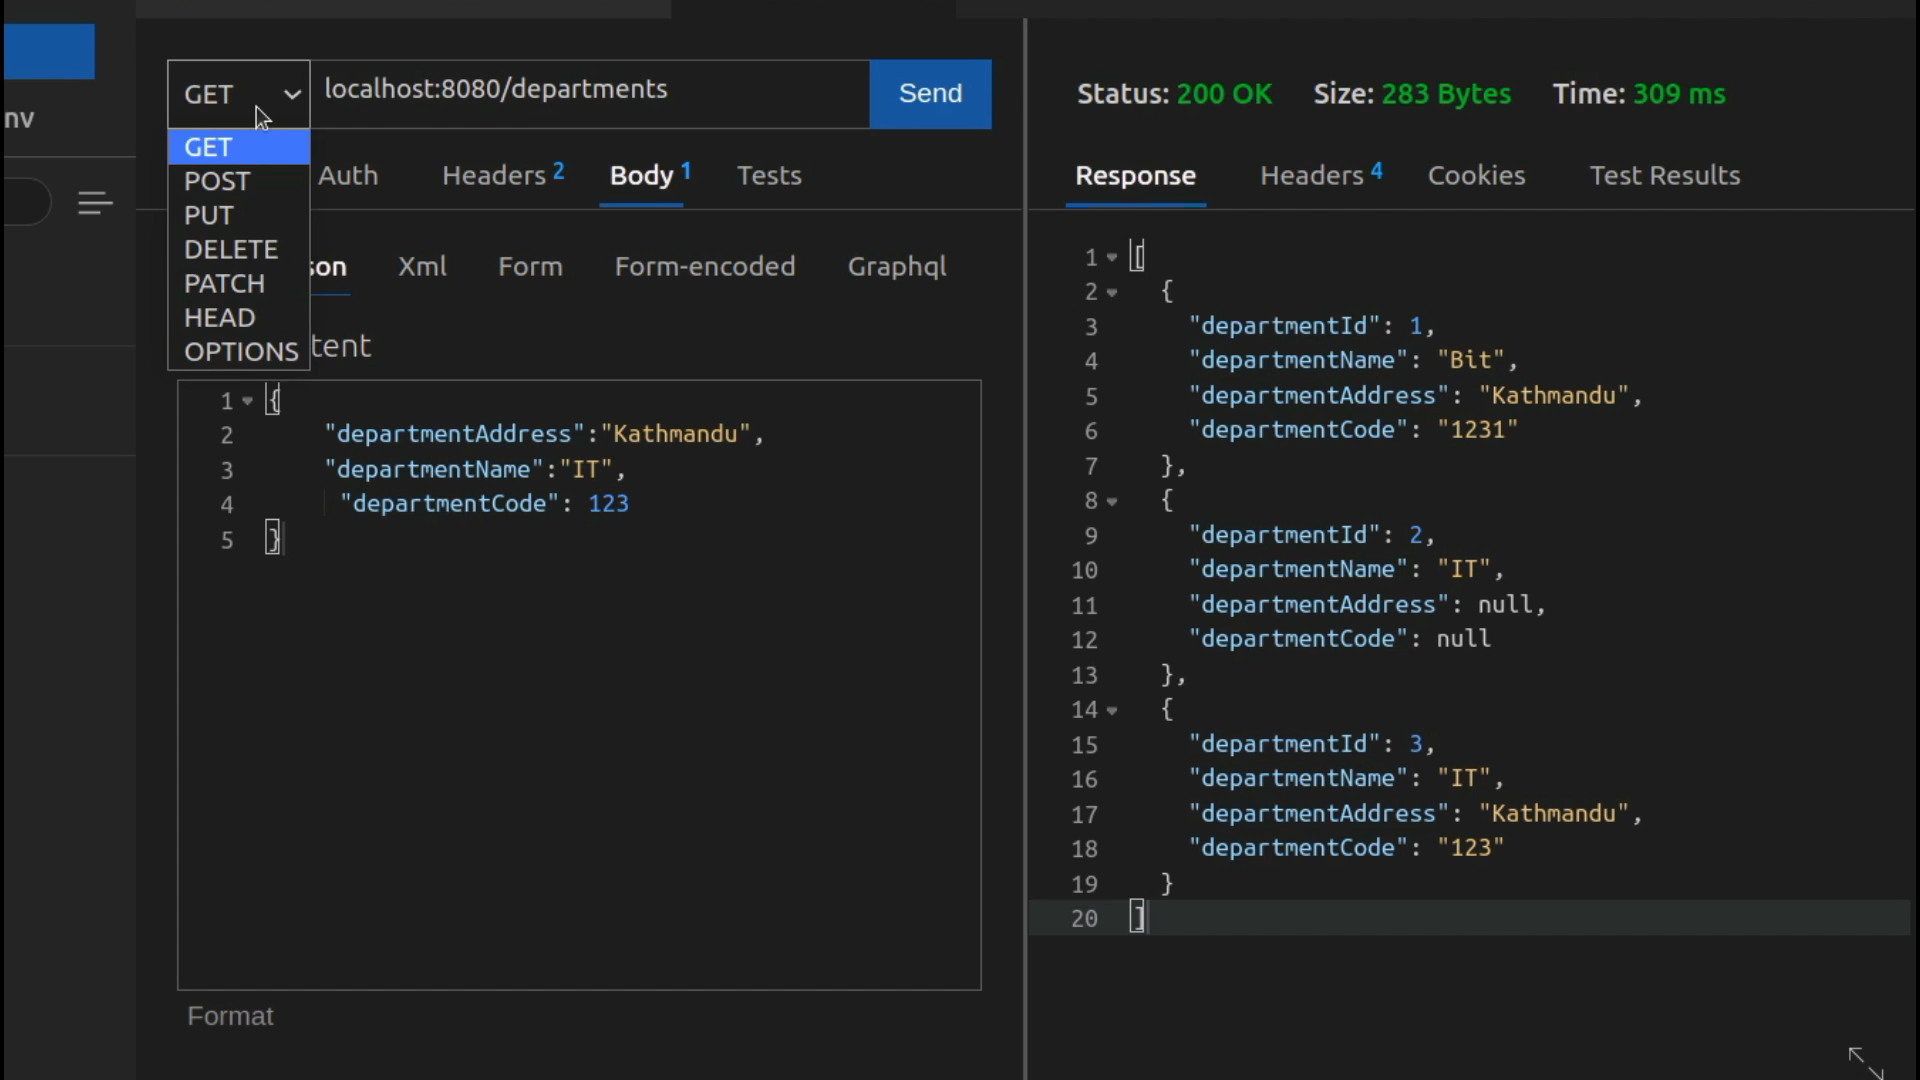 GET localhost:8080/departments Send
Status: 200 OK Size: 283 Bytes Time: 309 ms
nv
GET
POST
PUT
DELETE
PATCH
HEAD
OPTIONS
Auth Headers 2 Body 1 Tests
Response Headers 4 Cookies Test Results
son Xml Form Form-encoded Graphql
tent
1 {
2 "departmentAddress":"Kathmandu",
3 "departmentName":"IT",
4 "departmentCode": 123
5 }
Format
1 [
2 {
3 "departmentId": 1,
4 "departmentName": "Bit",
5 "departmentAddress": "Kathmandu",
6 "departmentCode": "1231"
7 },
8 {
9 "departmentId": 2,
10 "departmentName": "IT",
11 "departmentAddress": null,
12 "departmentCode": null
13 },
14 {
15 "departmentId": 3,
16 "departmentName": "IT",
17 "departmentAddress": "Kathmandu",
18 "departmentCode": "123"
19 }
20 ]